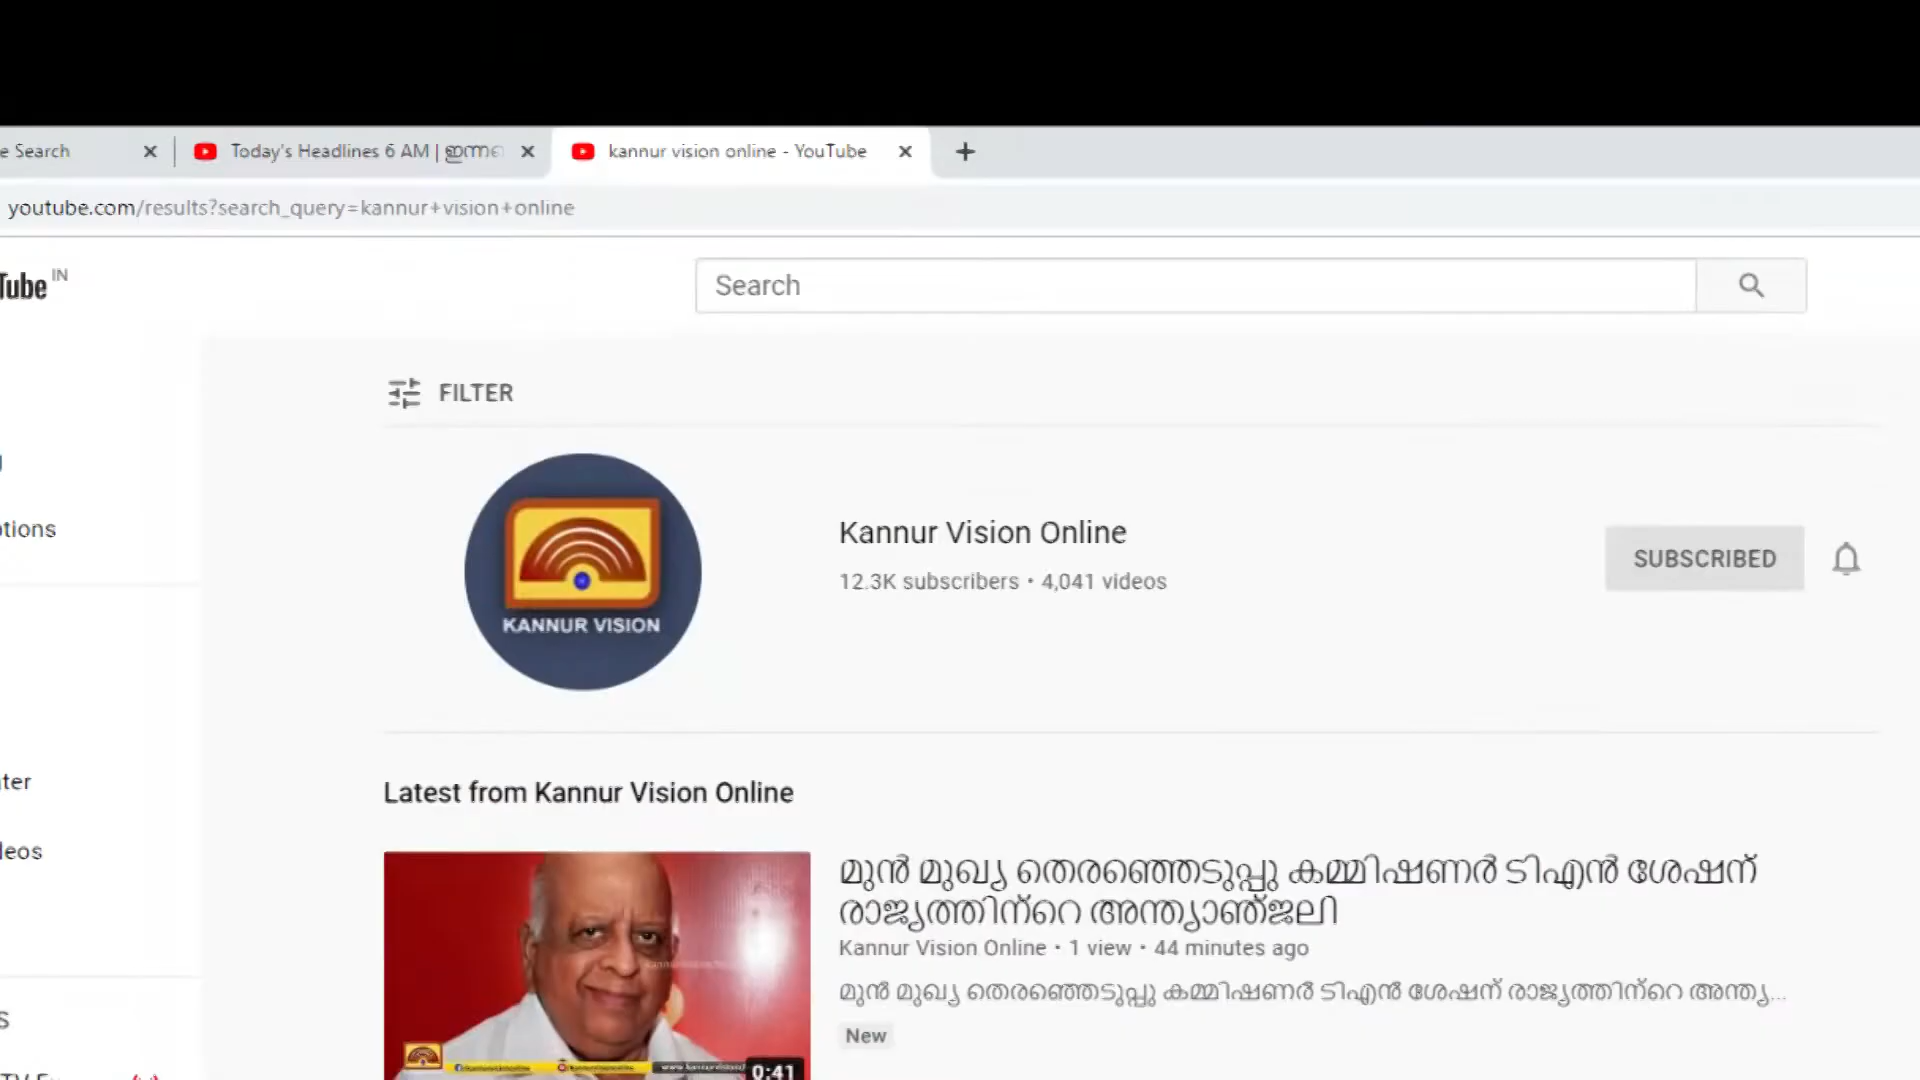 e Search
Today's Headlines 6 AM | ഇന്നത്
kannur vision online - YouTube
youtube.com/results?search_query=kannur+vision+online
Tube IN
Search
FILTER
KANNUR VISION
Kannur Vision Online
12.3K subscribers • 4,041 videos
SUBSCRIBED
Latest from Kannur Vision Online
മുൻ മുഖ്യ തെരഞ്ഞെടുപ്പു കമ്മിഷണർ ടിഎൻ ശേഷന്
രാജ്യത്തിന്റെ അന്ത്യാഞ്ജലി
Kannur Vision Online • 1 view • 44 minutes ago
മുൻ മുഖ്യ തെരഞ്ഞെടുപ്പു കമ്മിഷണർ ടിഎൻ ശേഷന് രാജ്യത്തിന്റെ അന്ത്യ...
New
0:41
otions
ter
leos
S